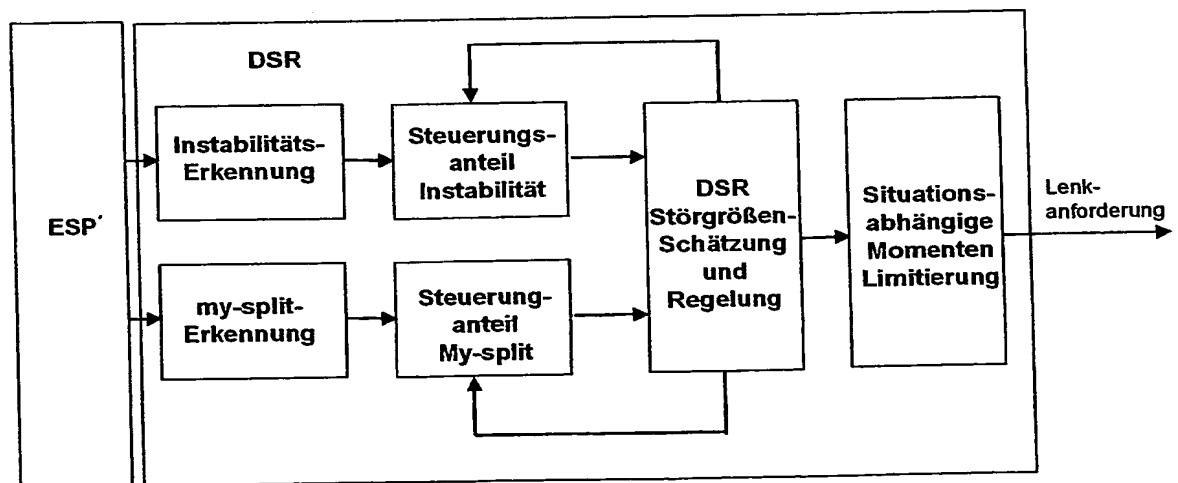 DSR
ESP´
Instabilitäts-
Erkennung
Steuerungs-
anteil
Instabilität
my-split-
Erkennung
Steuerung-
anteil
My-split
DSR
Störgrößen-
Schätzung
und
Regelung
Situations-
abhängige
Momenten
Limitierung
Lenk-
anforderung